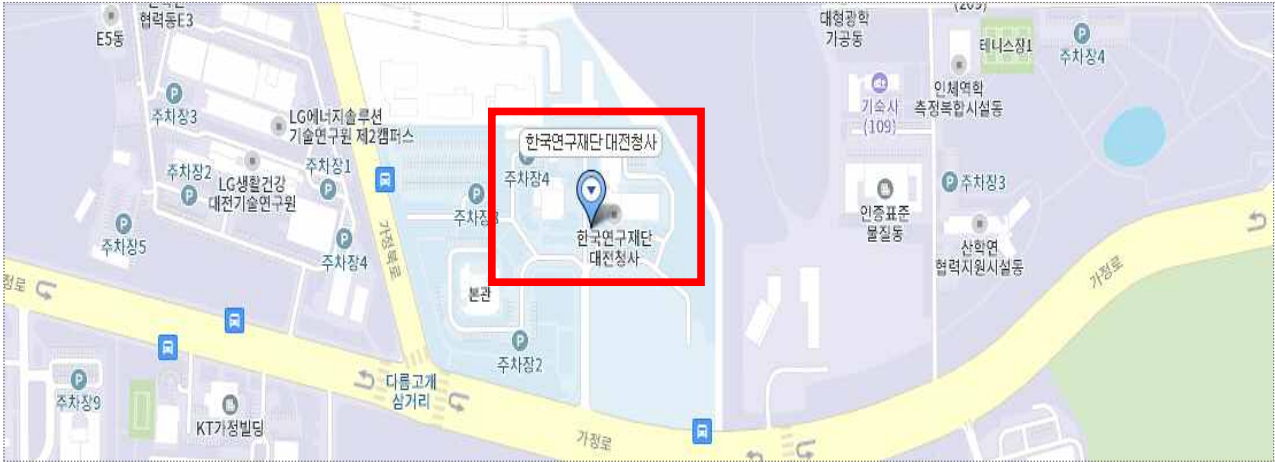 협력동E3
E5동
P
주차장3
LG에너지솔루션
기술연구원 제2캠퍼스
주차장2
P
LG생활건강
대전기술연구원
주차장1
P
P
주차장5
P
주차장4
가정북로
한국연구재단 대전청사
주차장4
P
한국연구재단
대전청사
본관
P
주차장2
대형광학
가공동
(209)
테니스장1
P
주차장4
기숙사
(109)
인체역학
측정복합시설동
인증표준
물질동
P 주차장3
산학연
협력지원시설동
가정로
P
주차장9
KT가정빌딩
다름고개
삼거리
가정로